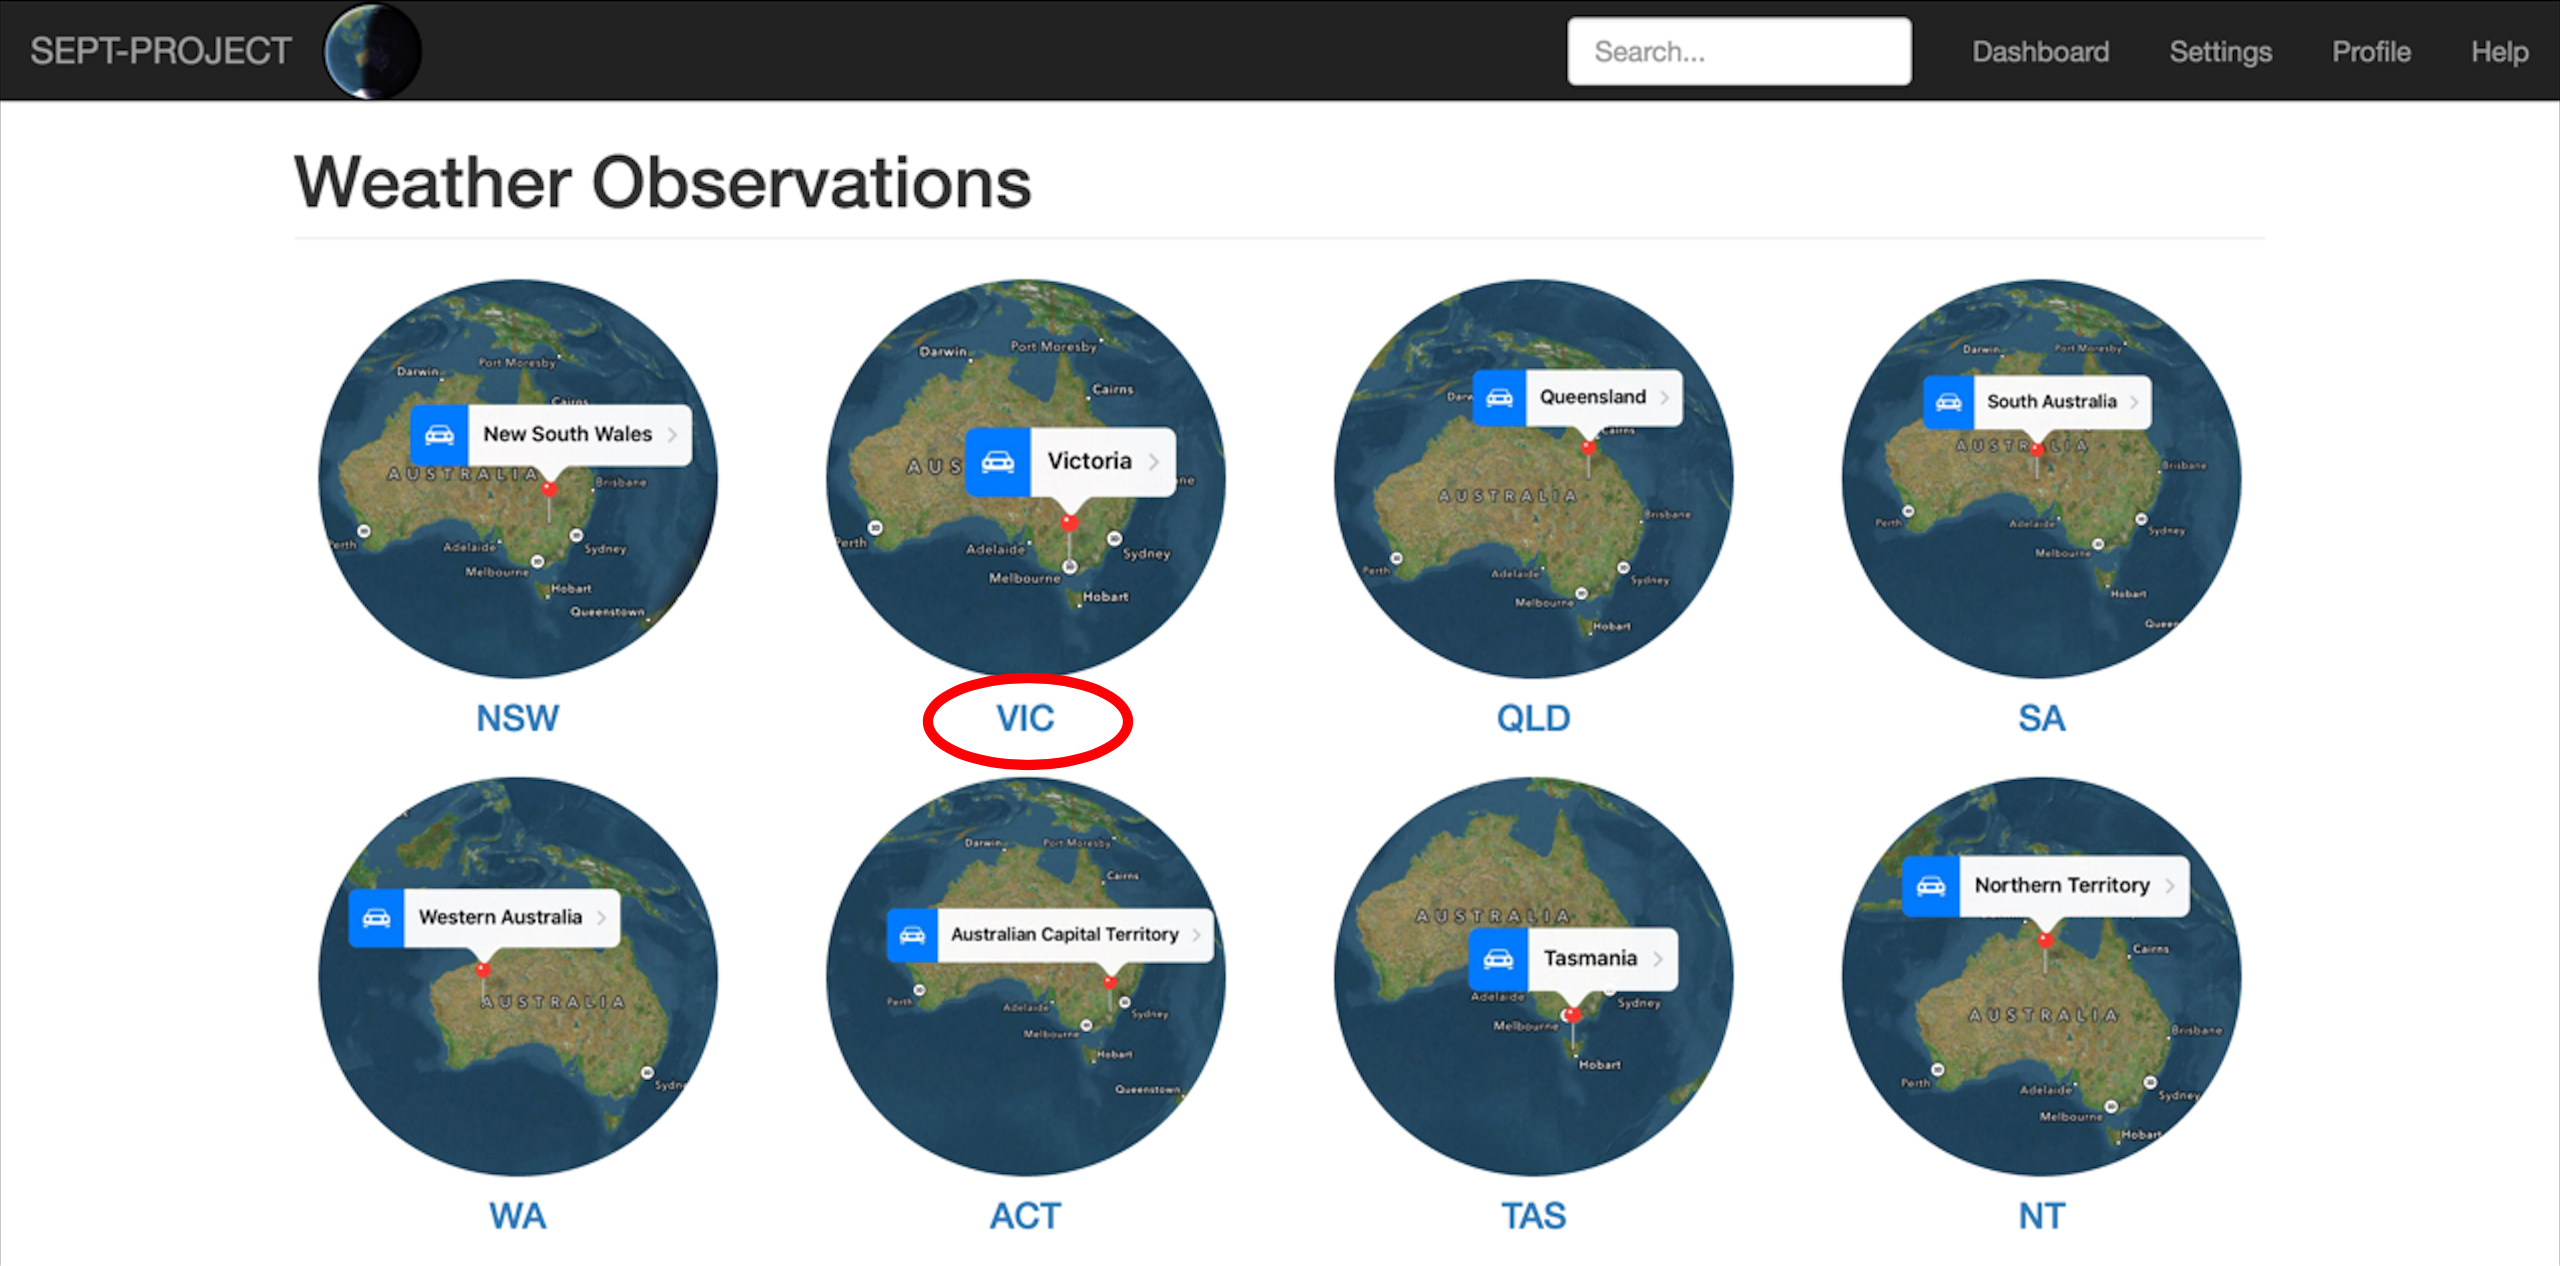 SEPT-PROJECT
Search...
Dashboard
Settings
Profile
Help
Weather Observations
Port Moresby
Darwin
Cairns
New South Wales
AUSTRALIA
Brisbane
Perth
Adelaide
Sydney
Melbourne
Hobart
Queenstown
NSW
Darwin
Port Moresby
Cairns
Victoria
AUS
ne
Perth
Adelaide
Sydney
Melbourne
Hobart
VIC
Darw
Queensland
Cairns
AUSTRALIA
Brisbane
Perth
Adelaide
Sydney
Melbourne
Hobart
QLD
Darwin
Port Moresby
South Australia
AUSTRALIA
Brisbane
Perth
Adelaide
Sydney
Melbourne
Hobart
Queen
SA
Western Australia
AUSTRALIA
Sydn
WA
Darwin
Port Moresby
Cairns
Australian Capital Territory
Perth
Adelaide
Sydney
Melbourne
Hobart
Queenstown
ACT
AUSTRALIA
Tasmania
Adelaide
Sydney
Melbourne
Hobart
TAS
Northern Territory
Cairns
AUSTRALIA
Brisbane
Perth
Adelaide
Sydney
Melbourne
Hobart
NT